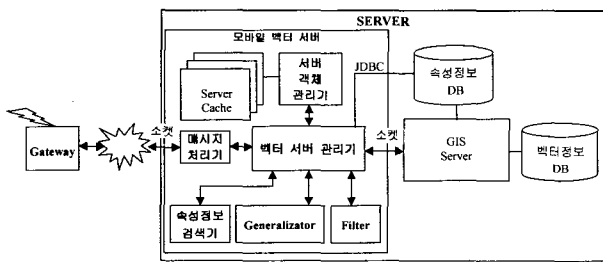 SERVER
모바일 벡터 서버
Server
Cache
서버
객체
관리기
JDBC
속성정보
DB
Gateway
소켓
메시지
처리기
벡터 서버 관리기
소켓
GIS
Server
벡터정보
DB
속성정보
검색기
Generalizator
Filter